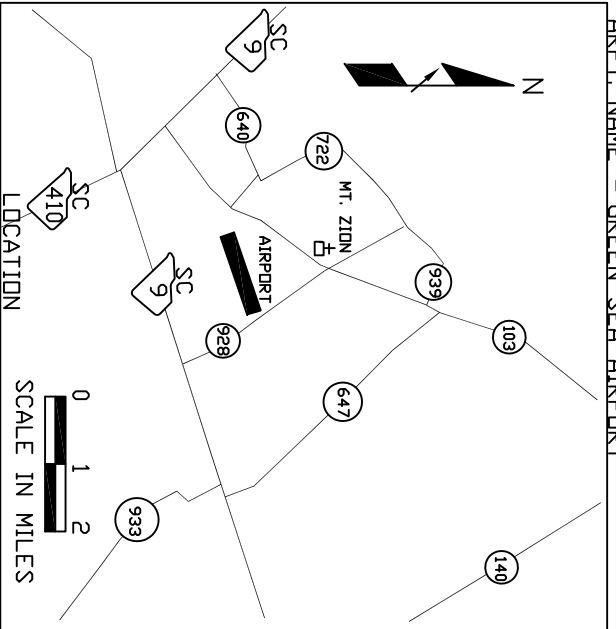 SC
9
N
640
722
MT. ZION
AIRPORT
939
103
SC
410
SC
9
928
647
LOCATION
0 1 2
SCALE IN MILES
933
140